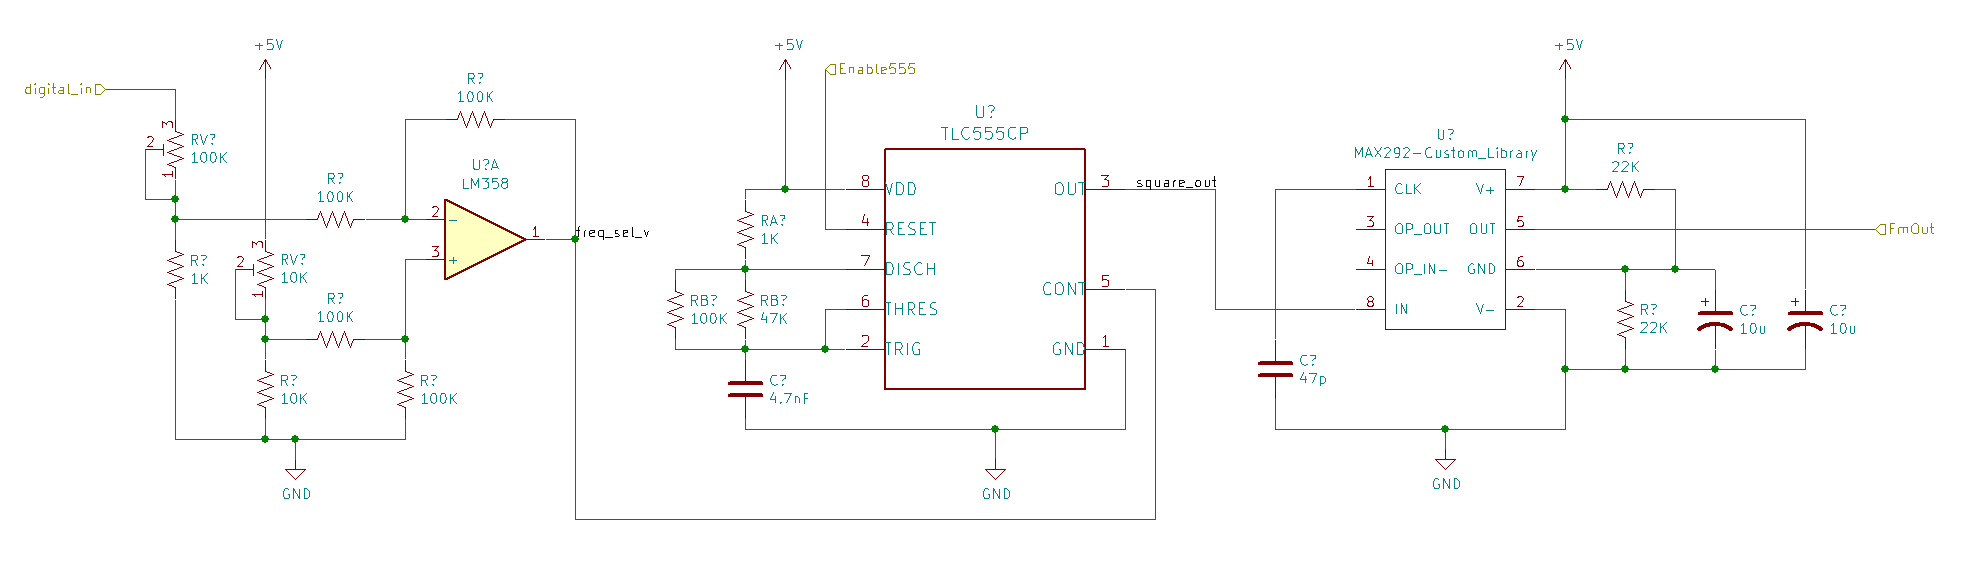 +5V
digital_in
3
RV?
100K
2
1
R?
100K
R?
100K
U?A
LM358
2
-
3
+
1
freq_sel_v
R?
1K
3
RV?
10K
2
1
R?
100K
R?
10K
R?
100K
GND
+5V
Enable555
U?
TLC555CP
8
VDD
4
RESET
7
DISCH
6
THRES
2
TRIG
OUT
3
square_out
CONT
5
GND
1
RA?
1K
RB?
100K
RB?
47K
C?
4.7nF
GND
+5V
U?
MAX292-Custom_Library
1
CLK
3
OP_OUT
4
OP_IN-
8
IN
V+
7
OUT
5
GND
6
V-
2
R?
22K
FmOut
R?
22K
+
C?
10u
+
C?
10u
C?
47p
GND